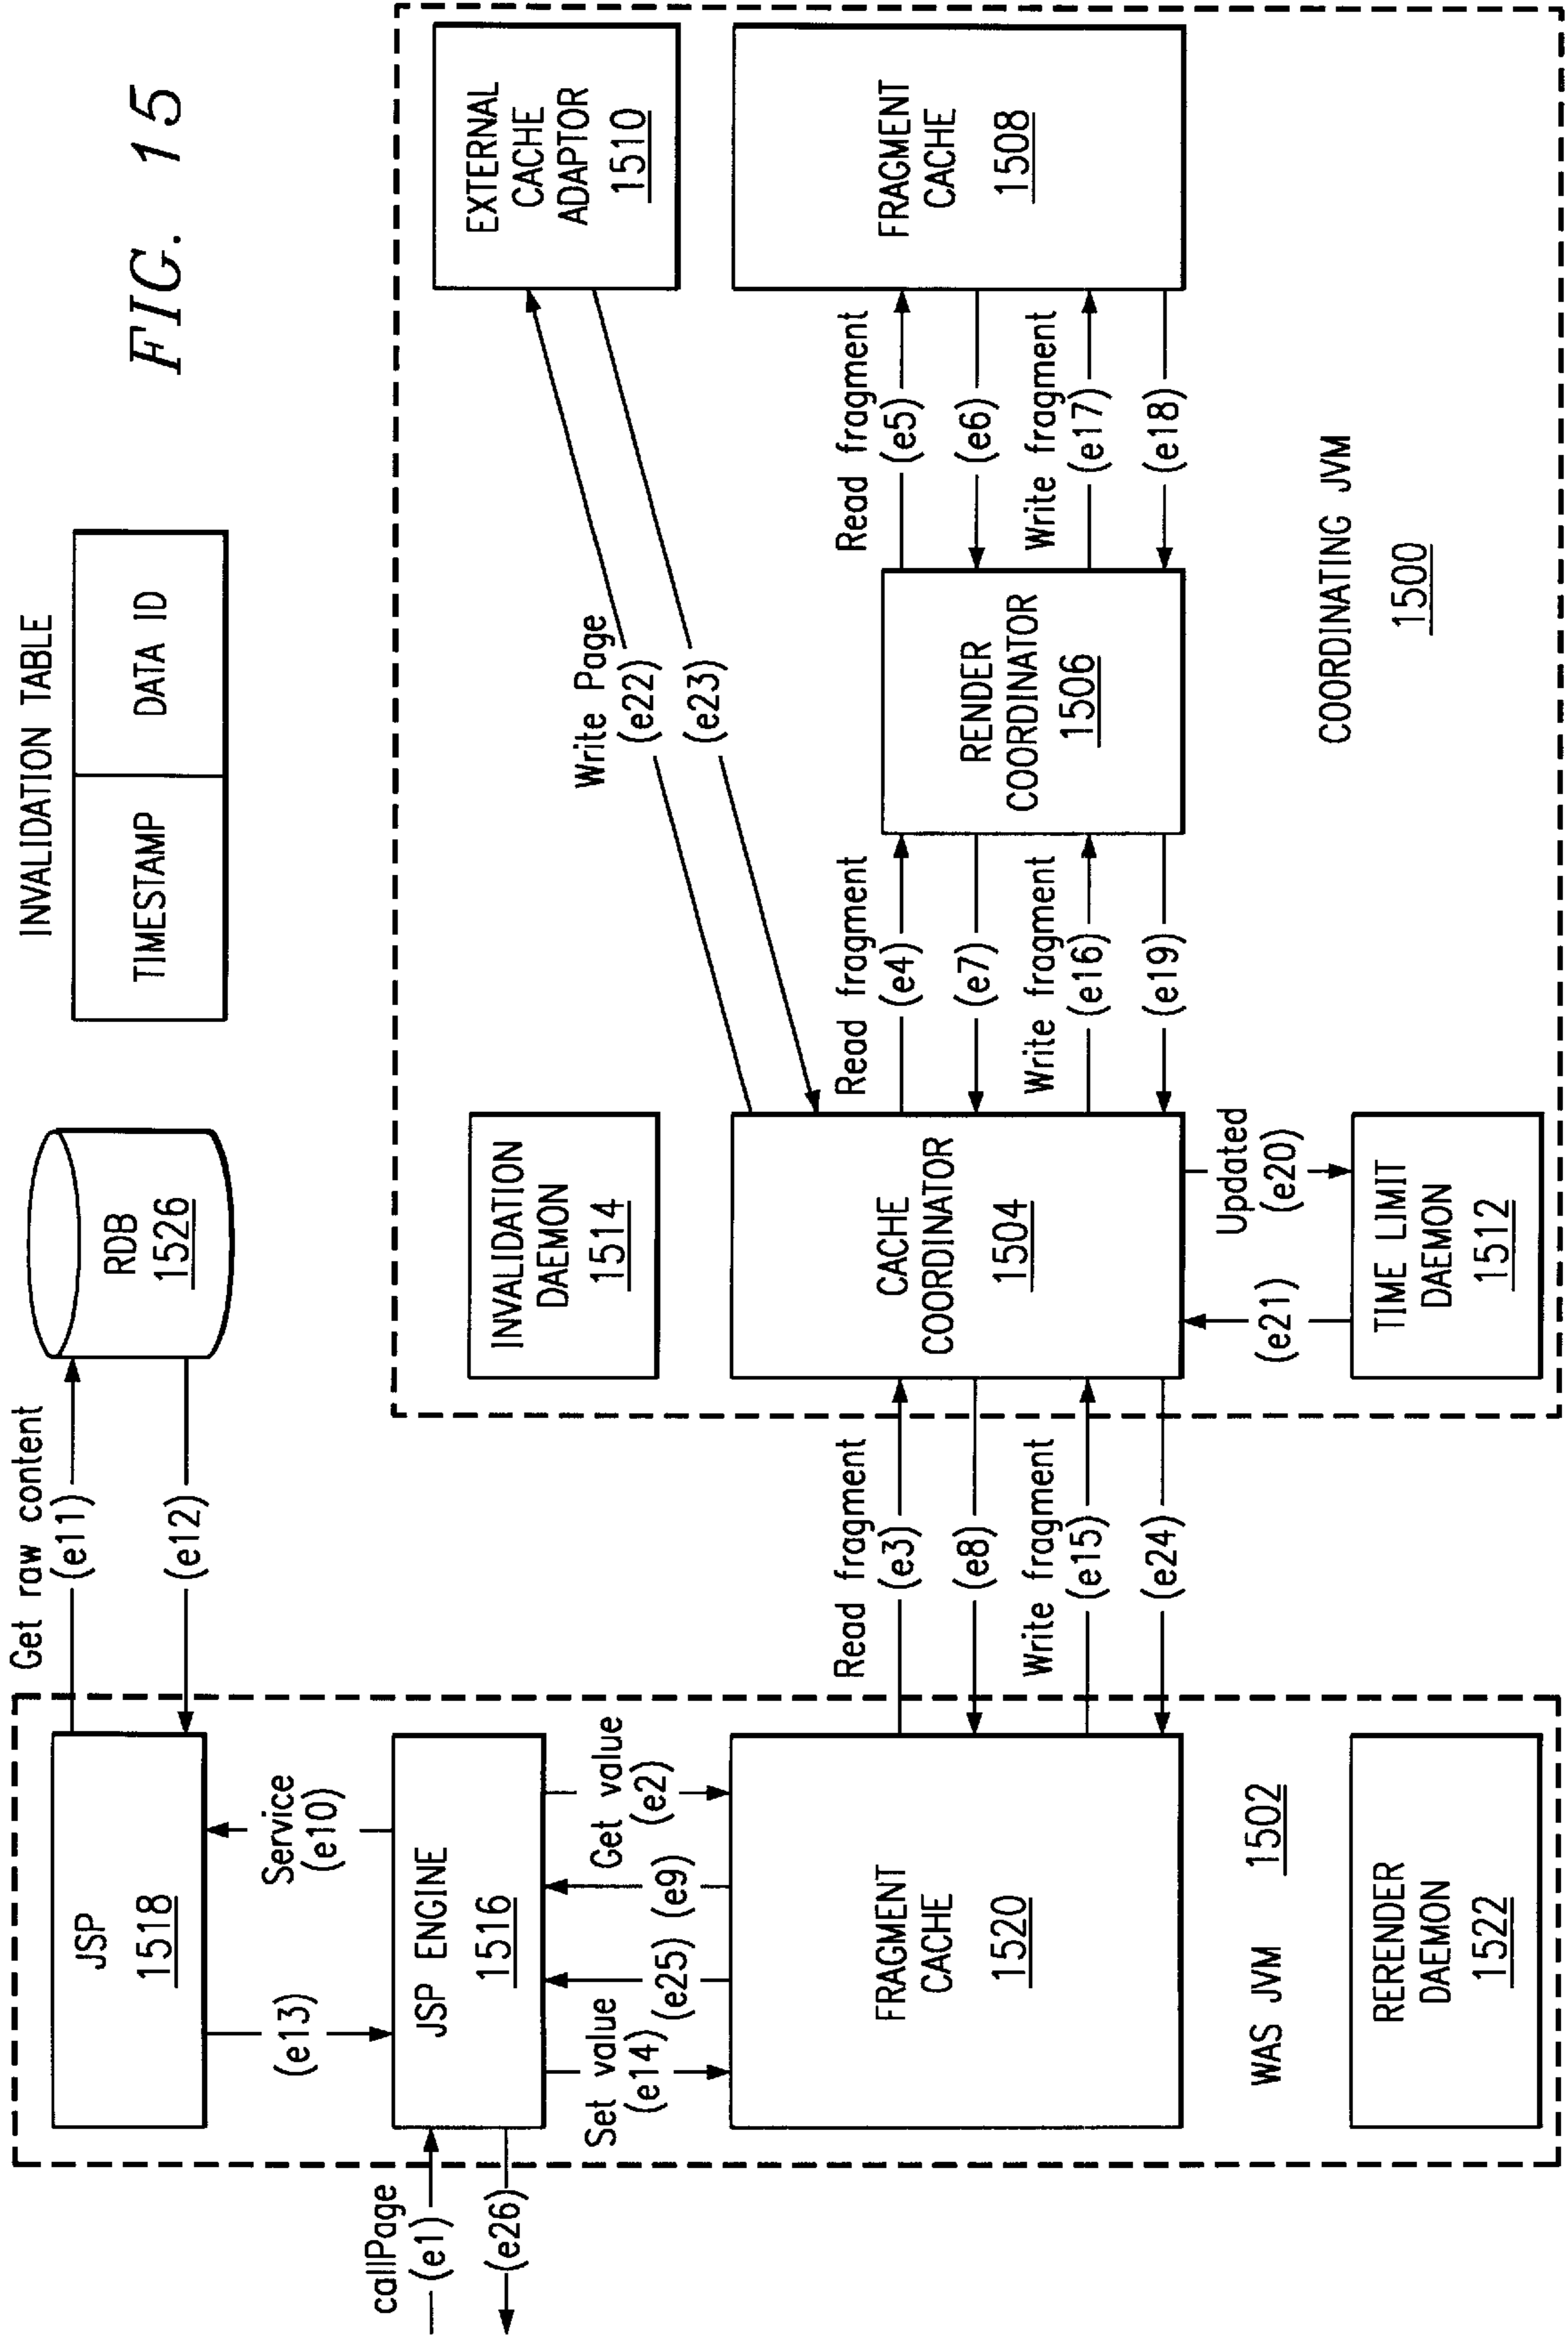 FIG. 15
INVALIDATION TABLE
TIMESTAMP
DATA ID
Get raw content
(e11)
(e12)
RDB
1526
JSP
1518
Service
(e10)
(e13)
callPage
(e1)
(e26)
JSP ENGINE
1516
Set value
(e14)
(e25)
(e9)
Get value
(e2)
FRAGMENT
CACHE
1520
WAS JVM
1502
RERENDER
DAEMON
1522
Read fragment
(e3)
(e8)
Write fragment
(e15)
(e24)
INVALIDATION
DAEMON
1514
CACHE
COORDINATOR
1504
(e21)
Updated
(e20)
TIME LIMIT
DAEMON
1512
Write Page
(e22)
(e23)
Read fragment
(e4)
(e7)
Write fragment
(e16)
(e19)
RENDER
COORDINATOR
1506
Read fragment
(e5)
(e6)
Write fragment
(e17)
(e18)
EXTERNAL
CACHE
ADAPTOR
1510
FRAGMENT
CACHE
1508
COORDINATING JVM
1500